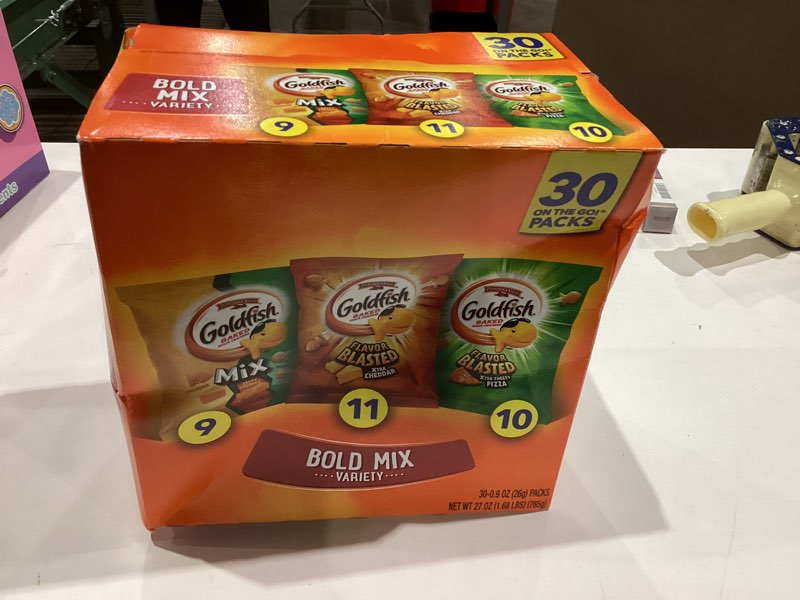 30
ON THE GO!™
PACKS
BOLD
MIX
VARIETY
Goldfish
MIX
9
Goldfish
11
Goldfish
10
30
ON THE GO!™
PACKS
Goldfish
BAKED
MIX
9
Goldfish
BAKED
FLAVOR
BLASTED
XTRA
CHEDDAR
11
Goldfish
BAKED
FLAVOR
BLASTED
XTRA CHEESY
PIZZA
10
BOLD MIX
VARIETY
30-0.9 OZ (26g) PACKS
NET WT 27 OZ (1.68 LBS) (765g)